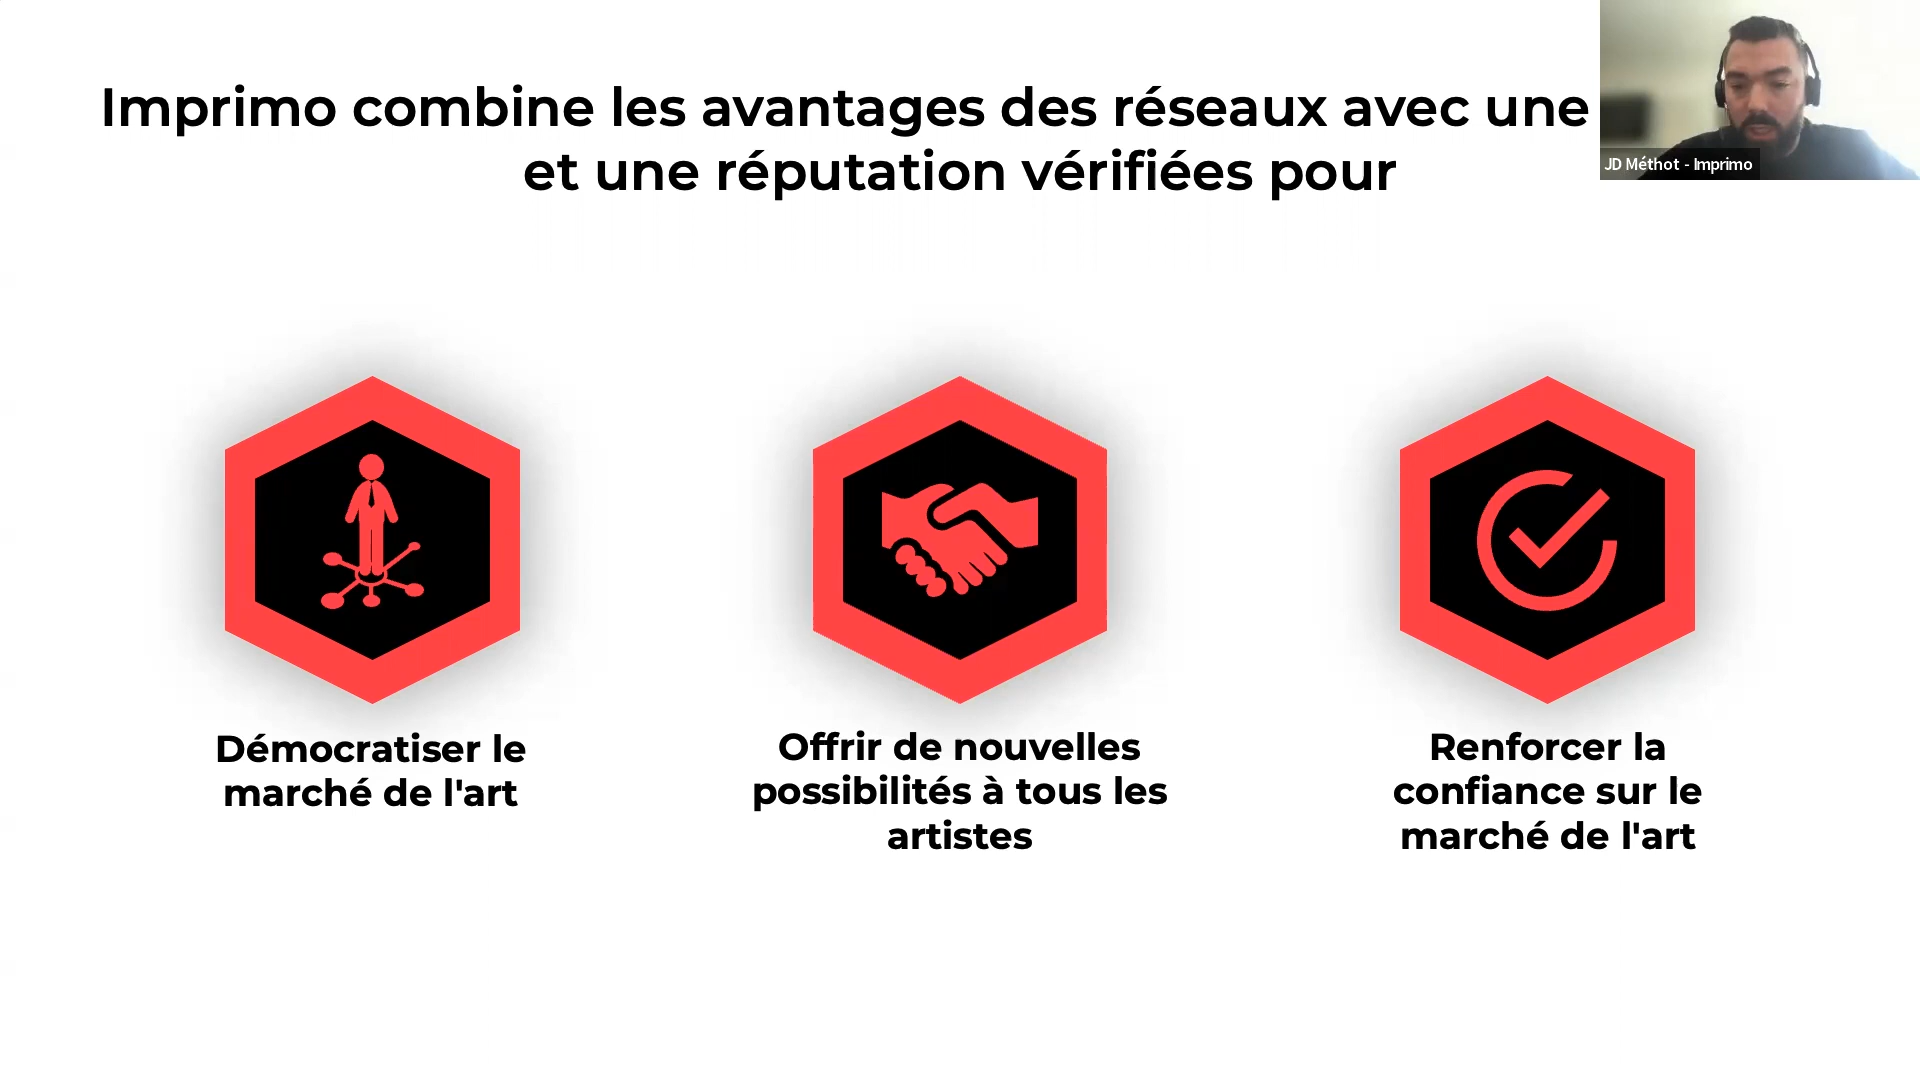 Imprimo combine les avantages des réseaux avec une
et une réputation vérifiées pour
JD Méthot - Imprimo
Démocratiser le
marché de l'art
Offrir de nouvelles
possibilités à tous les
artistes
Renforcer la
confiance sur le
marché de l'art